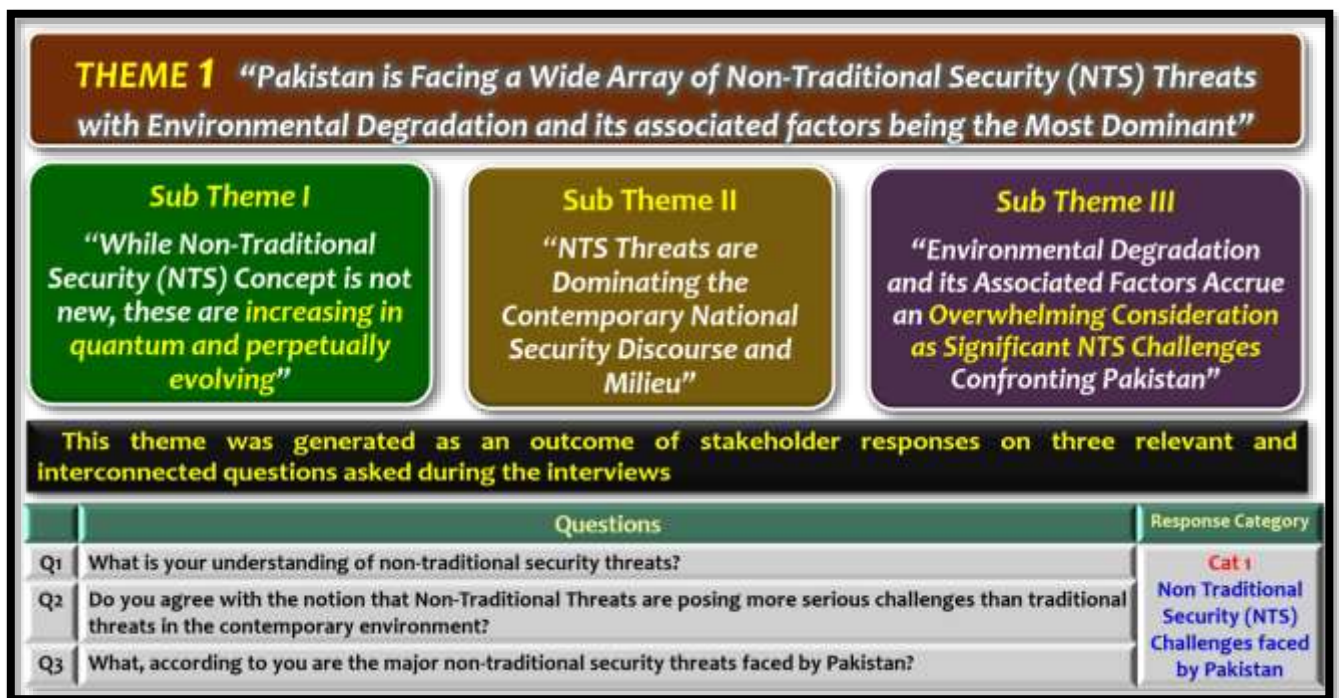 THEME 1 “Pakistan is Facing a Wide Array of Non-Traditional Security (NTS) Threats
with Environmental Degradation and its associated factors being the Most Dominant”
Sub Theme I
“While Non-Traditional
Security (NTS) Concept is not
new, these are increasing in
quantum and perpetually
evolving”
Sub Theme II
“NTS Threats are
Dominating the
Contemporary National
Security Discourse and
Milieu”
Sub Theme III
“Environmental Degradation
and its Associated Factors Accrue
an Overwhelming Consideration
as Significant NTS Challenges
Confronting Pakistan”
This theme was generated as an outcome of stakeholder responses on three relevant and
interconnected questions asked during the interviews
Questions
Response Category
Q1 What is your understanding of non-traditional security threats?
Q2 Do you agree with the notion that Non-Traditional Threats are posing more serious challenges than traditional
threats in the contemporary environment?
Q3 What, according to you are the major non-traditional security threats faced by Pakistan?
Cat 1
Non Traditional
Security (NTS)
Challenges faced
by Pakistan